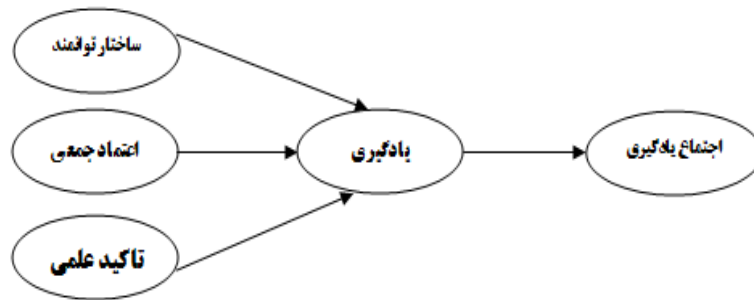 ساختار توانمند
اعتماد جمعی
یادگیری
اجتماع یادگیری
تاکید علمی